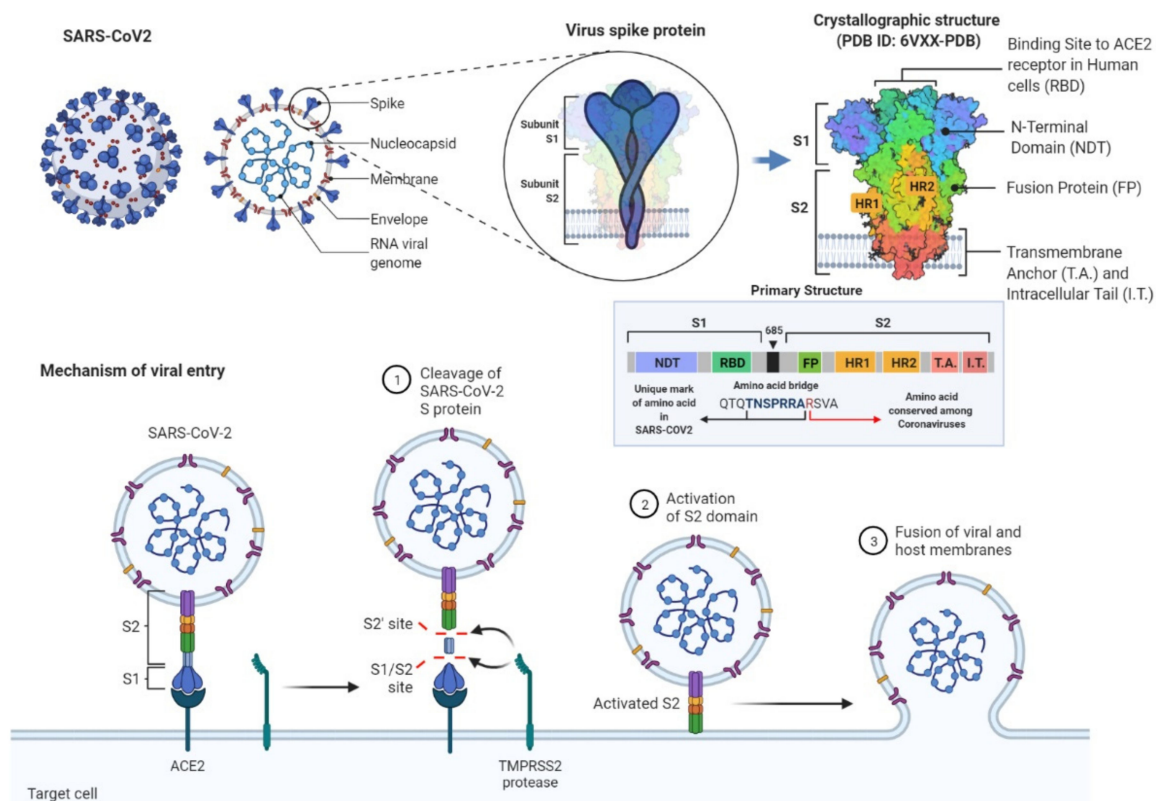 SARS-CoV2
Spike
Nucleocapsid
Membrane
Envelope
RNA viral
genome
Virus spike protein
Subunit
S1
Subunit
S2
Crystallographic structure
(PDB ID: 6VXX-PDB)
S1
S2
HR1
HR2
Binding Site to ACE2
receptor in Human
cells (RBD)
N-Terminal
Domain (NDT)
Fusion Protein (FP)
Transmembrane
Anchor (T.A.) and
Intracellular Tail (I.T.)
Primary Structure
S1
685
S2
NDT
RBD
FP
HR1
HR2
T.A.
I.T.
Unique mark
of amino acid
in
SARS-COV2
Amino acid bridge
QTQTNSPRRARSVA
Amino acid
conserved among
Coronaviruses
Mechanism of viral entry
SARS-CoV-2
S2
S1
ACE2
Target cell
1
Cleavage of
SARS-CoV-2
S protein
S2' site
S1/S2
site
TMPRSS2
protease
2
Activation
of S2 domain
Activated S2
3
Fusion of viral and
host membranes